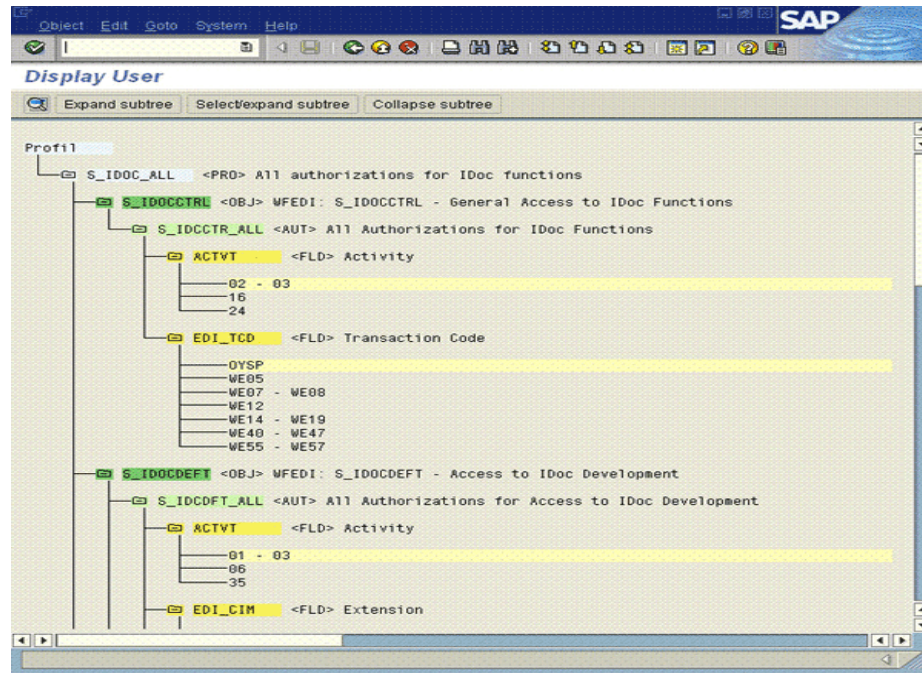 Object Edit Goto System Help
SAP
Display User
Expand subtree Select/expand subtree Collapse subtree
Profil
S_IDOC_ALL <PRO> All authorizations for IDoc functions
S_IDOCCTRL <OBJ> WFEDI: S_IDOCCTRL - General Access to IDoc Functions
S_IDCCTR_ALL <AUT> All Authorizations for IDoc Functions
ACTVT <FLD> Activity
02 - 03
16
24
EDI_TCD <FLD> Transaction Code
OYSP
WE05
WE07 - WE08
WE12
WE14 - WE19
WE40 - WE47
WE55 - WE57
S_IDOCDEFT <OBJ> WFEDI: S_IDOCDEFT - Access to IDoc Development
S_IDCDFT_ALL <AUT> All Authorizations for Access to IDoc Development
ACTVT <FLD> Activity
01 - 03
06
35
EDI_CIM <FLD> Extension